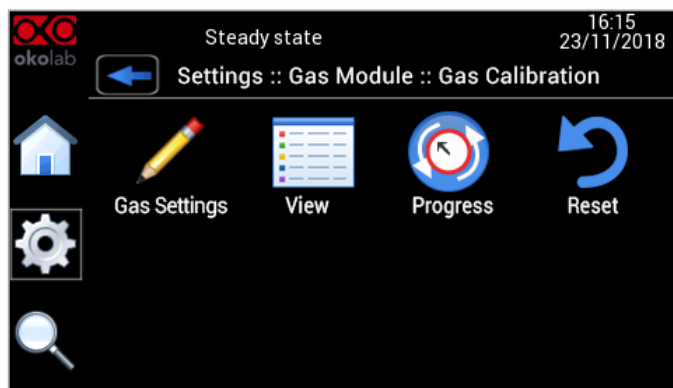 Steady state
16:15
23/11/2018
okolab
Settings :: Gas Module :: Gas Calibration
Gas Settings
View
Progress
Reset